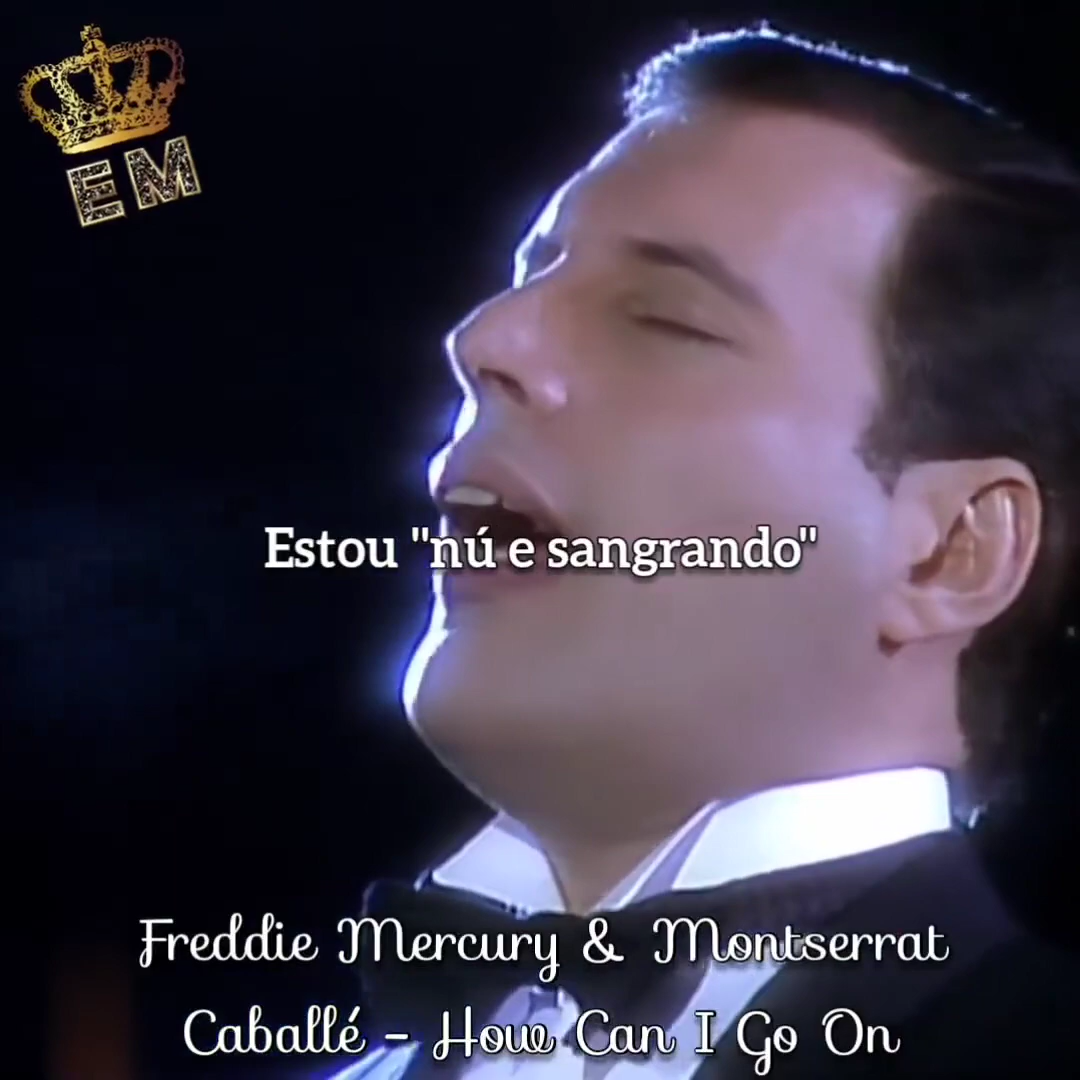 EM
Estou "nú e sangrando"
Freddie Mercury & Montserrat
Caballé - How Can I Go On